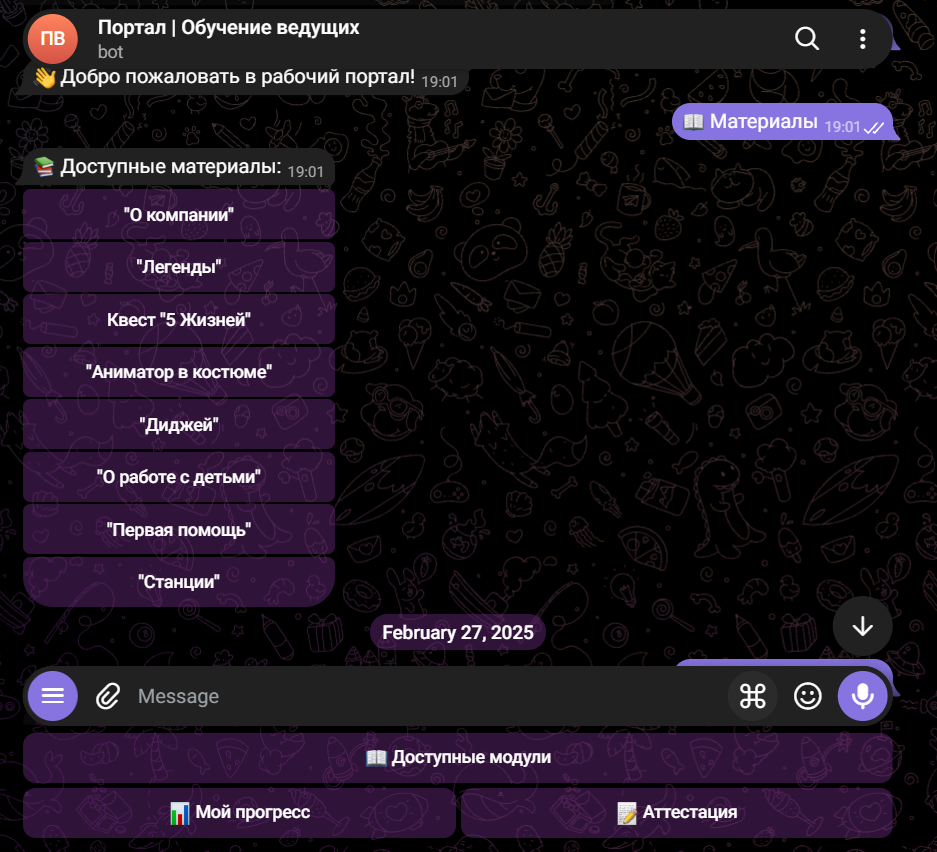 ПВ
Портал | Обучение ведущих
bot
👋 Добро пожаловать в рабочий портал! 19:01
📖 Материалы 19:01
📚 Доступные материалы: 19:01
"О компании"
"Легенды"
Квест "5 Жизней"
"Аниматор в костюме"
"Диджей"
"О работе с детьми"
"Первая помощь"
"Станции"
February 27, 2025
Message
📖 Доступные модули
📊 Мой прогресс
📝 Аттестация